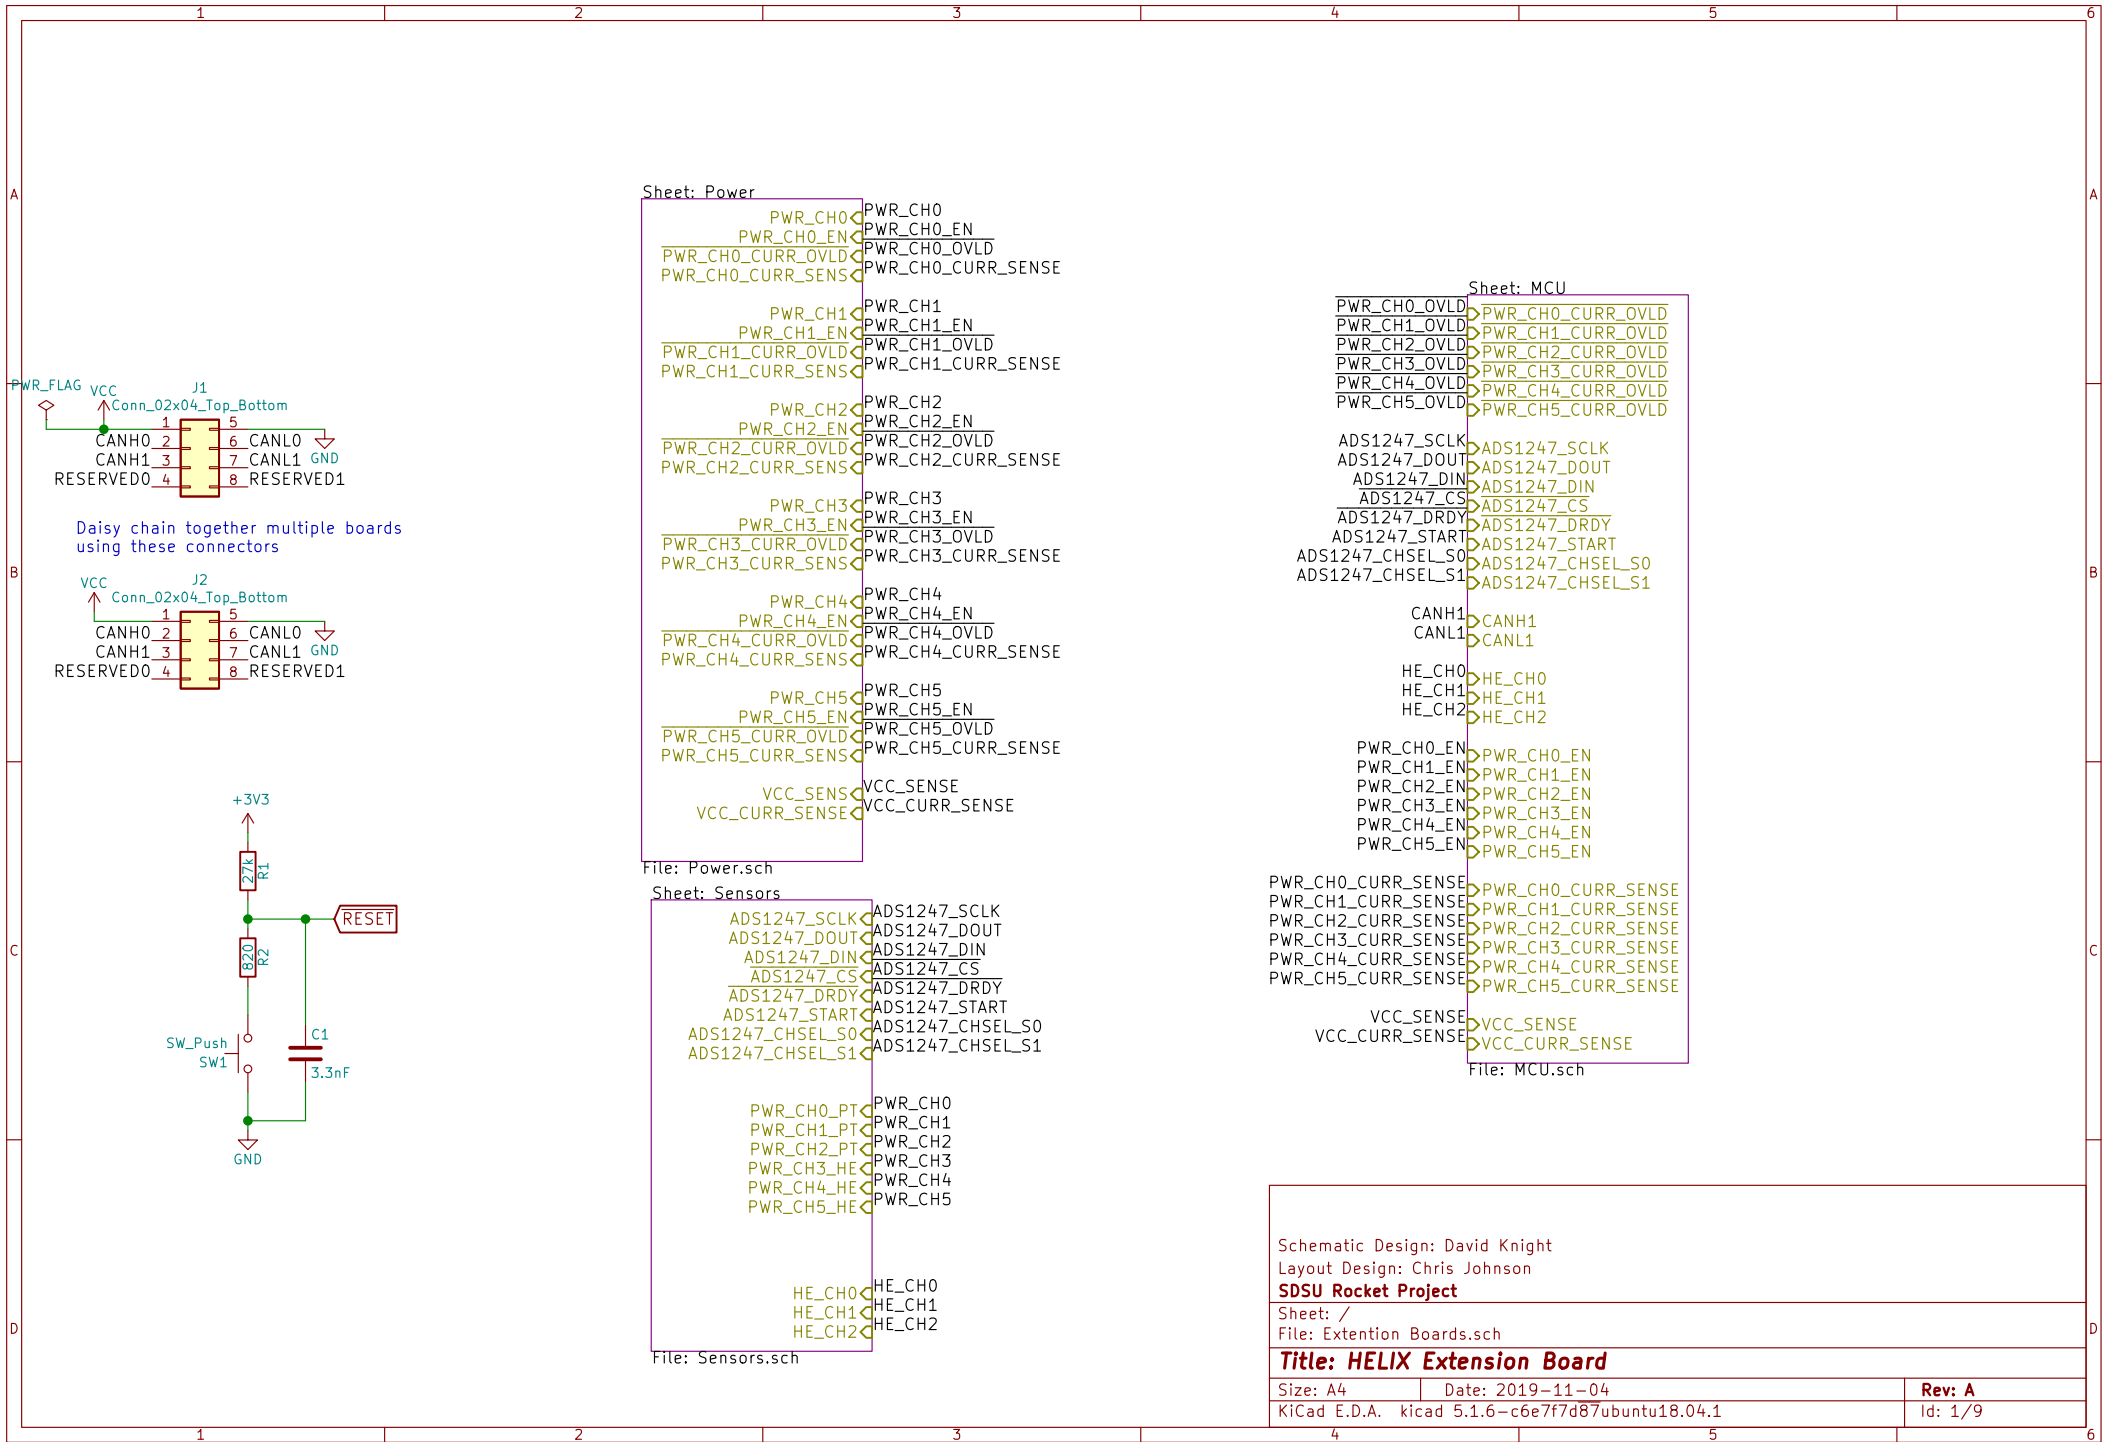 1 2 3 4 5 6
A
B
C
D
PWR_FLAG
VCC
J1
Conn_02x04_Top_Bottom
1 5
CANH0 2 6 CANL0
CANH1 3 7 CANL1
RESERVED0 4 8 RESERVED1
GND
Daisy chain together multiple boards
using these connectors
VCC
J2
Conn_02x04_Top_Bottom
1 5
CANH0 2 6 CANL0
CANH1 3 7 CANL1
RESERVED0 4 8 RESERVED1
GND
+3V3
27k R1
RESET
820 R2
SW_Push
SW1
C1
3.3nF
GND
Sheet: Power
PWR_CH0 PWR_CH0
PWR_CH0_EN PWR_CH0_EN
PWR_CH0_CURR_OVLD PWR_CH0_OVLD
PWR_CH0_CURR_SENS PWR_CH0_CURR_SENSE
PWR_CH1 PWR_CH1
PWR_CH1_EN PWR_CH1_EN
PWR_CH1_CURR_OVLD PWR_CH1_OVLD
PWR_CH1_CURR_SENS PWR_CH1_CURR_SENSE
PWR_CH2 PWR_CH2
PWR_CH2_EN PWR_CH2_EN
PWR_CH2_CURR_OVLD PWR_CH2_OVLD
PWR_CH2_CURR_SENS PWR_CH2_CURR_SENSE
PWR_CH3 PWR_CH3
PWR_CH3_EN PWR_CH3_EN
PWR_CH3_CURR_OVLD PWR_CH3_OVLD
PWR_CH3_CURR_SENS PWR_CH3_CURR_SENSE
PWR_CH4 PWR_CH4
PWR_CH4_EN PWR_CH4_EN
PWR_CH4_CURR_OVLD PWR_CH4_OVLD
PWR_CH4_CURR_SENS PWR_CH4_CURR_SENSE
PWR_CH5 PWR_CH5
PWR_CH5_EN PWR_CH5_EN
PWR_CH5_CURR_OVLD PWR_CH5_OVLD
PWR_CH5_CURR_SENS PWR_CH5_CURR_SENSE
VCC_SENS VCC_SENSE
VCC_CURR_SENSE VCC_CURR_SENSE
File: Power.sch
Sheet: Sensors
ADS1247_SCLK ADS1247_SCLK
ADS1247_DOUT ADS1247_DOUT
ADS1247_DIN ADS1247_DIN
ADS1247_CS ADS1247_CS
ADS1247_DRDY ADS1247_DRDY
ADS1247_START ADS1247_START
ADS1247_CHSEL_S0 ADS1247_CHSEL_S0
ADS1247_CHSEL_S1 ADS1247_CHSEL_S1
PWR_CH0_PT PWR_CH0
PWR_CH1_PT PWR_CH1
PWR_CH2_PT PWR_CH2
PWR_CH3_HE PWR_CH3
PWR_CH4_HE PWR_CH4
PWR_CH5_HE PWR_CH5
HE_CH0 HE_CH0
HE_CH1 HE_CH1
HE_CH2 HE_CH2
File: Sensors.sch
Sheet: MCU
PWR_CH0_OVLD PWR_CH0_CURR_OVLD
PWR_CH1_OVLD PWR_CH1_CURR_OVLD
PWR_CH2_OVLD PWR_CH2_CURR_OVLD
PWR_CH3_OVLD PWR_CH3_CURR_OVLD
PWR_CH4_OVLD PWR_CH4_CURR_OVLD
PWR_CH5_OVLD PWR_CH5_CURR_OVLD
ADS1247_SCLK ADS1247_SCLK
ADS1247_DOUT ADS1247_DOUT
ADS1247_DIN ADS1247_DIN
ADS1247_CS ADS1247_CS
ADS1247_DRDY ADS1247_DRDY
ADS1247_START ADS1247_START
ADS1247_CHSEL_S0 ADS1247_CHSEL_S0
ADS1247_CHSEL_S1 ADS1247_CHSEL_S1
CANH1 CANH1
CANL1 CANL1
HE_CH0 HE_CH0
HE_CH1 HE_CH1
HE_CH2 HE_CH2
PWR_CH0_EN PWR_CH0_EN
PWR_CH1_EN PWR_CH1_EN
PWR_CH2_EN PWR_CH2_EN
PWR_CH3_EN PWR_CH3_EN
PWR_CH4_EN PWR_CH4_EN
PWR_CH5_EN PWR_CH5_EN
PWR_CH0_CURR_SENSE PWR_CH0_CURR_SENSE
PWR_CH1_CURR_SENSE PWR_CH1_CURR_SENSE
PWR_CH2_CURR_SENSE PWR_CH2_CURR_SENSE
PWR_CH3_CURR_SENSE PWR_CH3_CURR_SENSE
PWR_CH4_CURR_SENSE PWR_CH4_CURR_SENSE
PWR_CH5_CURR_SENSE PWR_CH5_CURR_SENSE
VCC_SENSE VCC_SENSE
VCC_CURR_SENSE VCC_CURR_SENSE
File: MCU.sch
A
B
C
D
Schematic Design: David Knight
Layout Design: Chris Johnson
SDSU Rocket Project
Sheet: /
File: Extention Boards.sch
Title: HELIX Extension Board
Size: A4 Date: 2019-11-04 Rev: A
KiCad E.D.A. kicad 5.1.6-c6e7f7d87ubuntu18.04.1 Id: 1/9
1 2 3 4 5 6